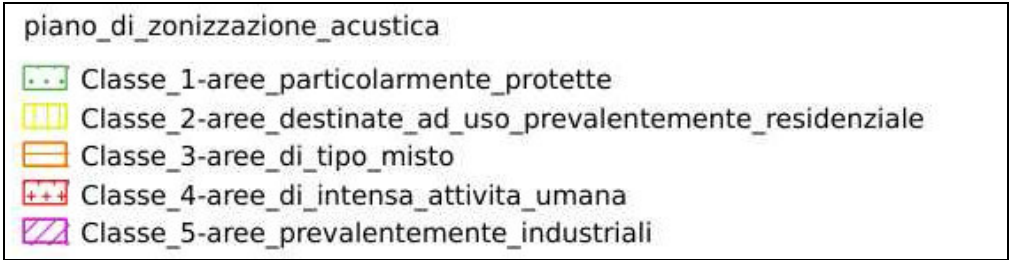 piano_di_zonizzazione_acustica
Classe_1-aree_particolarmente_protette
Classe_2-aree_destinate_ad_uso_prevalentemente_residenziale
Classe_3-aree_di_tipo_misto
Classe_4-aree_di_intensa_attivita_umana
Classe_5-aree_prevalentemente_industriali